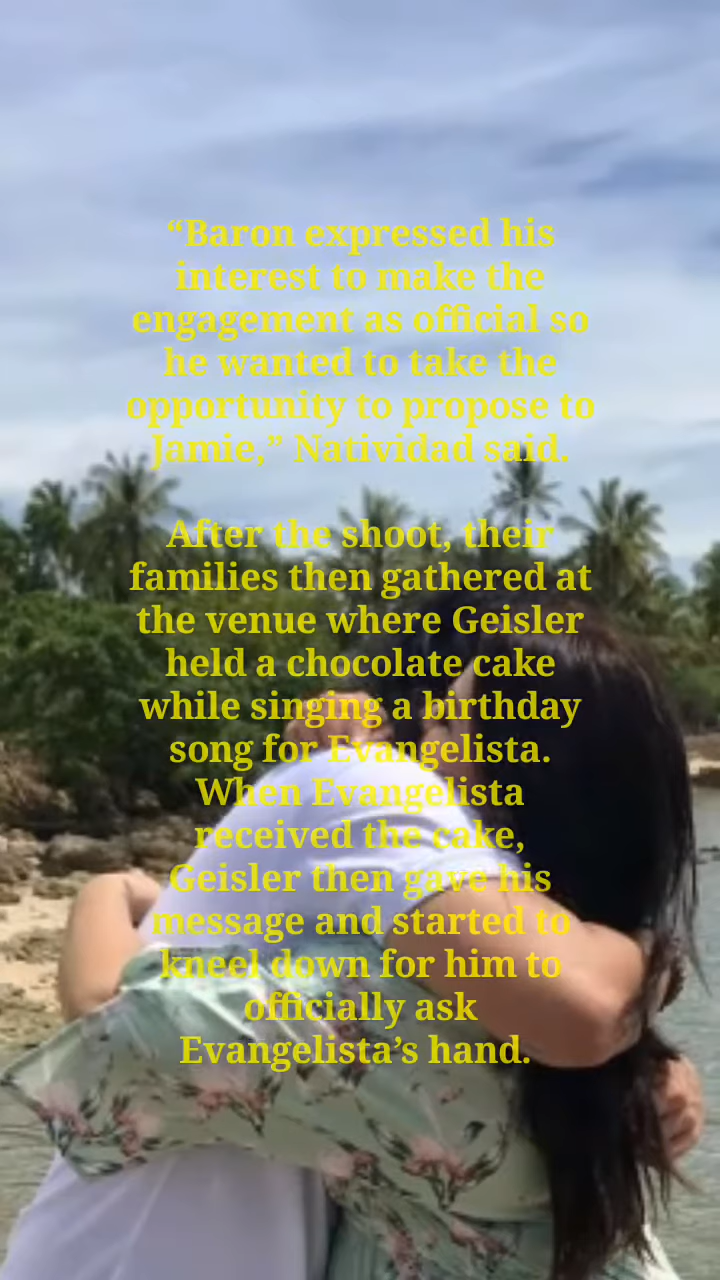 “Baron expressed his
interest to make the
engagement as official so
he wanted to take the
opportunity to propose to
Jamie,” Natividad said.
After the shoot, their
families then gathered at
the venue where Geisler
held a chocolate cake
while singing a birthday
song for Evangelista.
When Evangelista
received the cake,
Geisler then gave his
message and started to
kneel down for him to
officially ask
Evangelista’s hand.